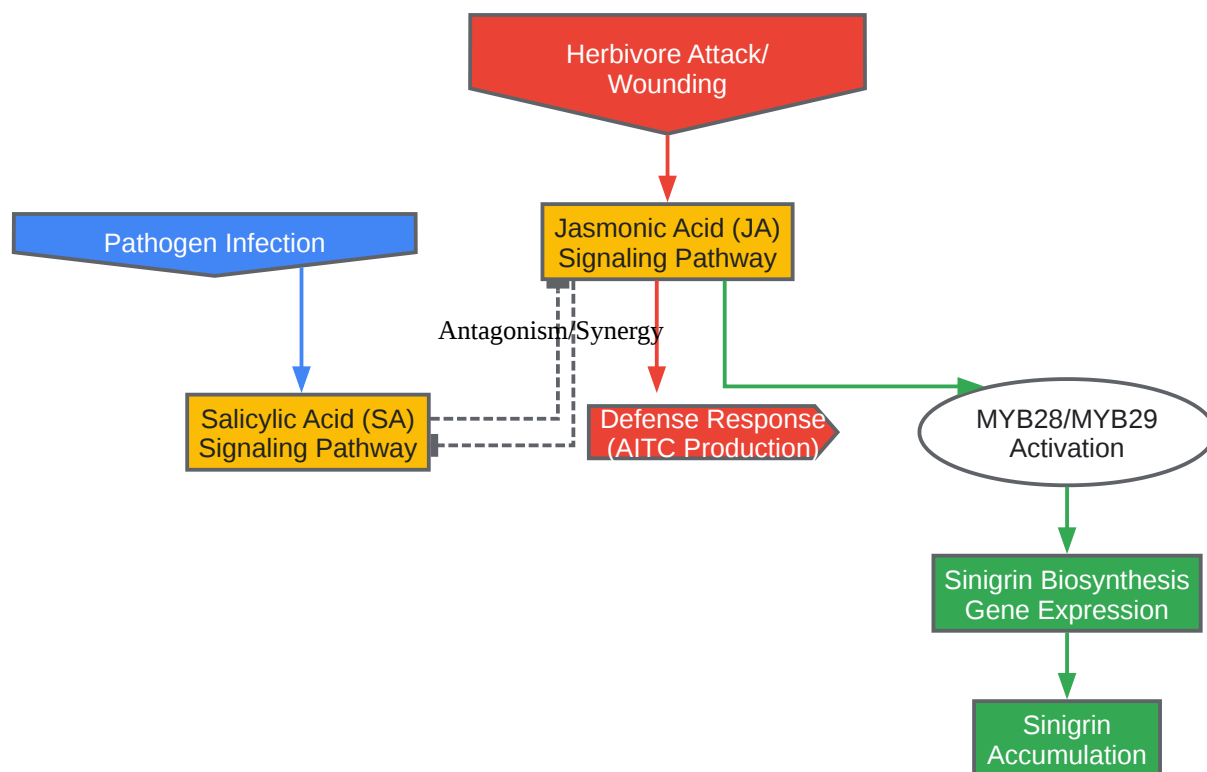 Herbivore Attack/
Wounding
Jasmonic Acid (JA)
Signaling Pathway
Pathogen Infection
Antagonism/Synergy
Salicylic Acid (SA)
Signaling Pathway
Defense Response
(AITC Production)
MYB28/MYB29
Activation
Sinigrin Biosynthesis
Gene Expression
Sinigrin
Accumulation